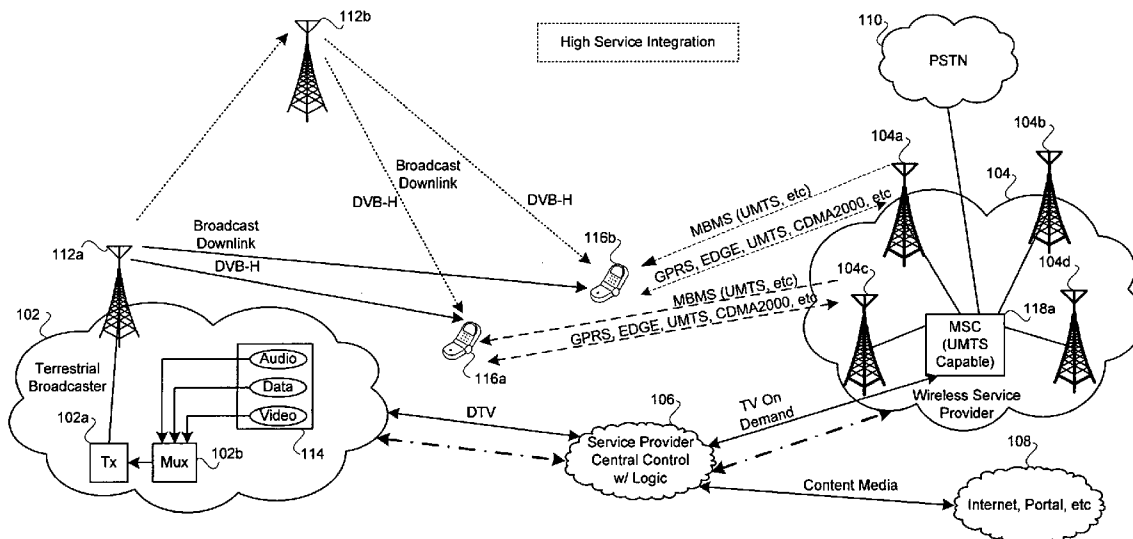 112b
High Service Integration
110
PSTN
104a
104b
104
Broadcast
Downlink
DVB-H
DVB-H
MBMS (UMTS, etc)
GPRS, EDGE, UMTS, CDMA2000, etc
112a
Broadcast
Downlink
DVB-H
116b
MBMS (UMTS, etc)
GPRS, EDGE, UMTS, CDMA2000, etc
104c
104d
118a
MSC
(UMTS
Capable)
102
Terrestrial
Broadcaster
Audio
Data
Video
116a
102a
Tx
Mux
102b
114
DTV
106
Service Provider
Central Control
w/ Logic
TV On
Demand
Wireless Service
Provider
108
Content Media
Internet, Portal, etc